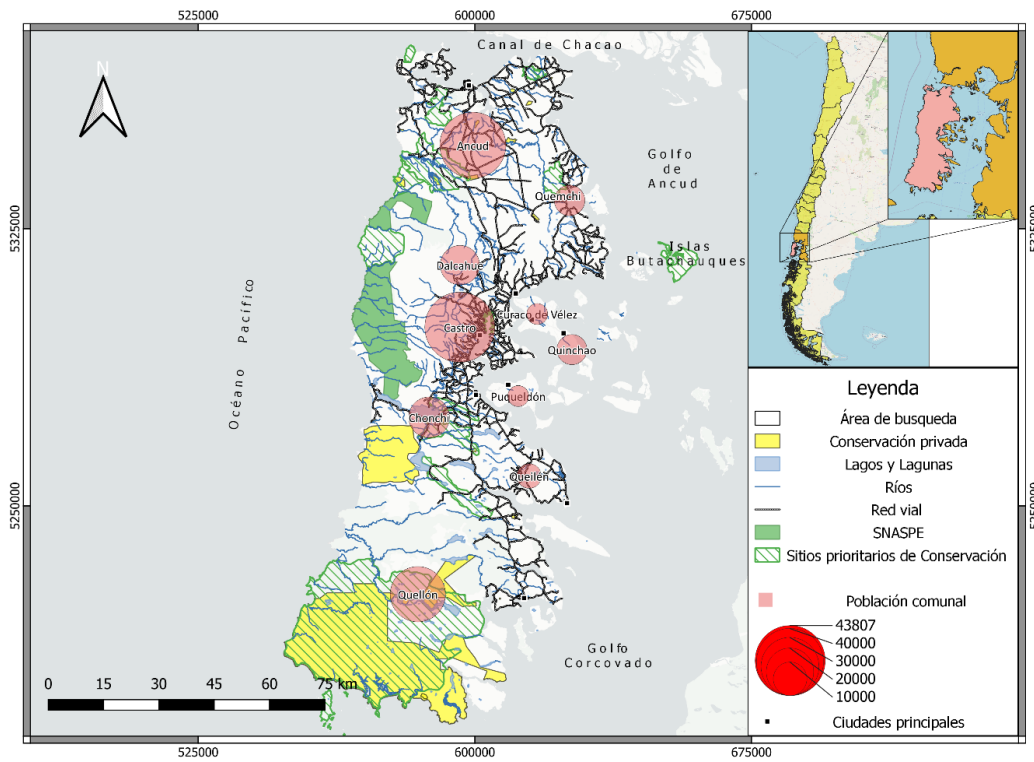 525000
600000
675000
Canal de Chacao
N
Ancud
Golfo
de
Ancud
Quemchi
5325000
5325000
Islas
Butachauques
Dalcahue
Océano Pacífico
Curaco de Vélez
Castro
Quinchao
Puqueldón
Chonchi
Queilén
5250000
5250000
Quellón
Golfo
Corcovado
0 15 30 45 60 75 km
Leyenda
Área de busqueda
Conservación privada
Lagos y Lagunas
Ríos
Red vial
SNASPE
Sitios prioritarios de Conservación
Población comunal
43807
40000
30000
20000
10000
Ciudades principales
525000
600000
675000